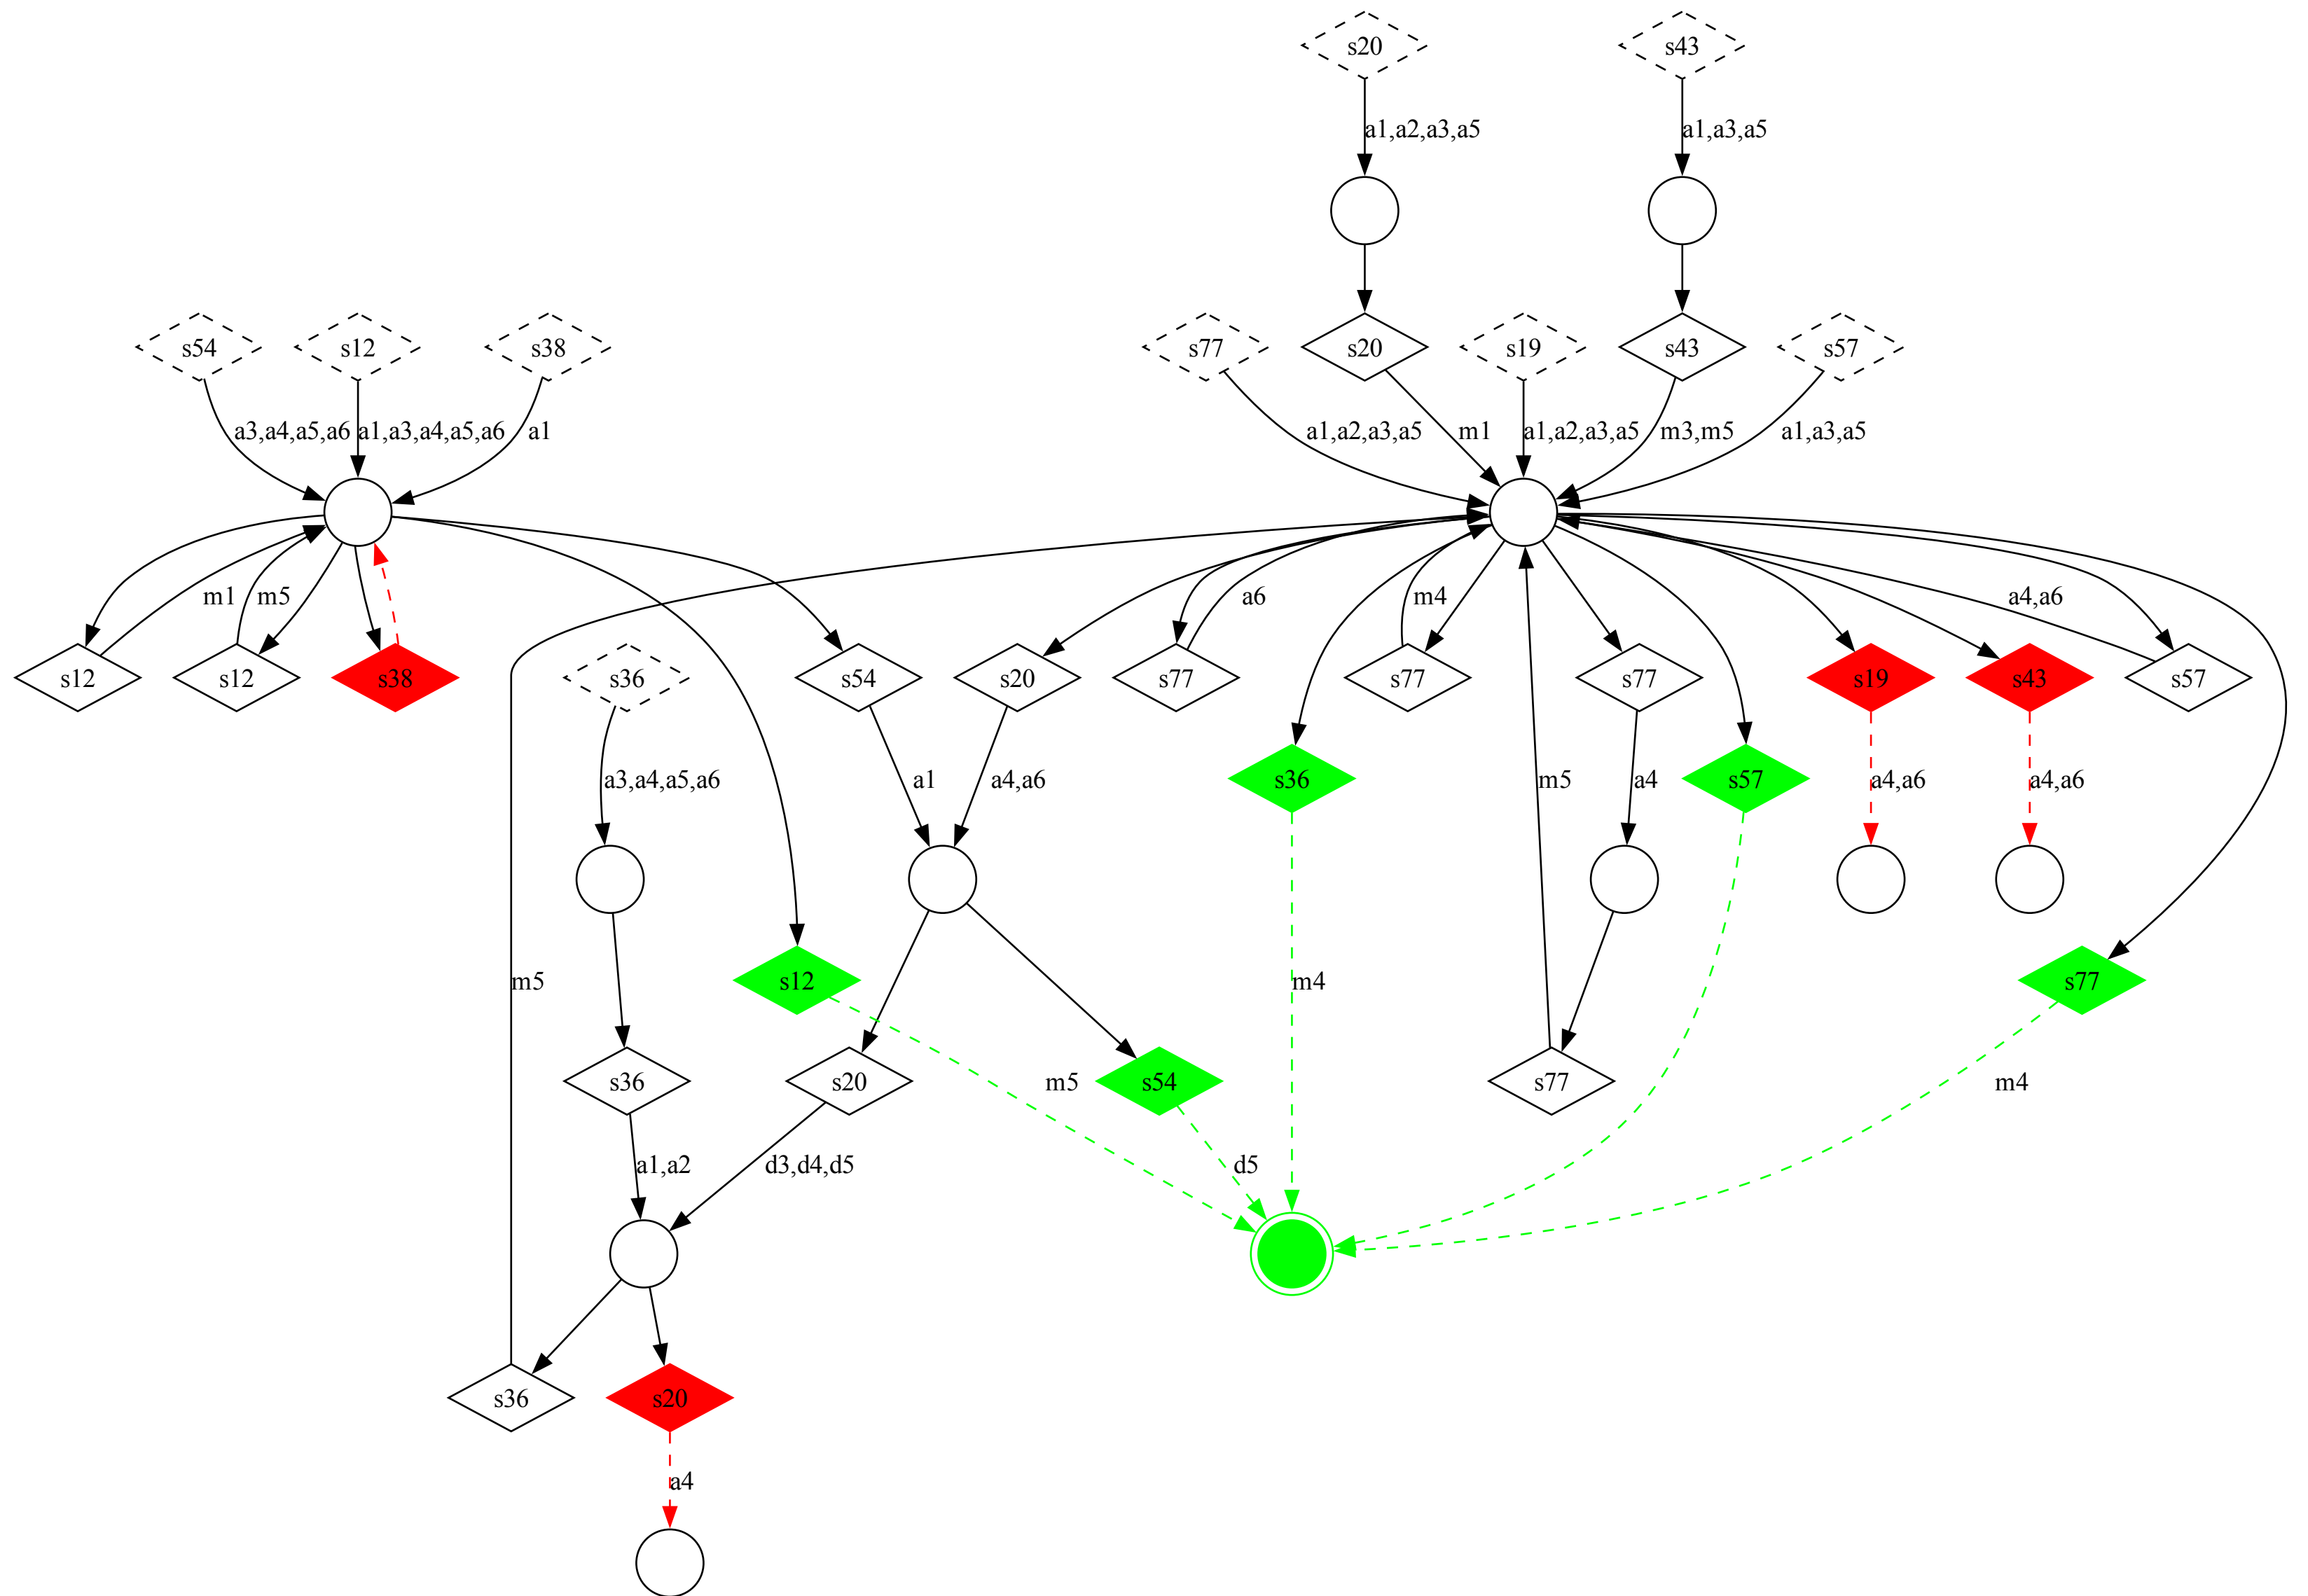 s20
s43
a1,a2,a3,a5
a1,a3,a5
s54
s12
s38
s77
s20
s19
s43
s57
a3,a4,a5,a6
a1,a3,a4,a5,a6
a1
a1,a2,a3,a5
m1
a1,a2,a3,a5
m3,m5
a1,a3,a5
m1
m5
a6
m4
a4,a6
s12
s12
s38
s36
s54
s20
s77
s77
s77
s19
s43
s57
a3,a4,a5,a6
a1
a4,a6
s36
m5
a4
s57
a4,a6
a4,a6
m5
s12
m4
s77
s36
s20
m5
s54
s77
m4
a1,a2
d3,d4,d5
d5
s36
s20
a4